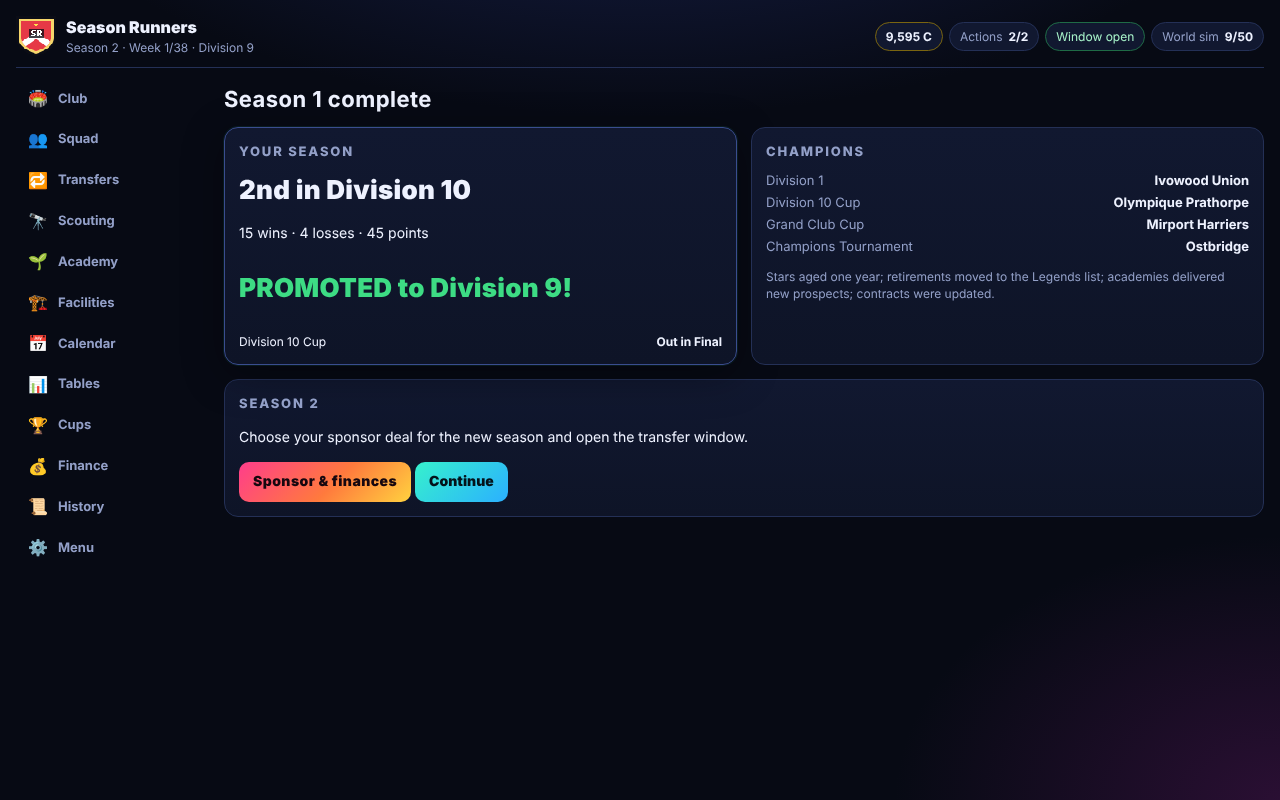 SR
Season Runners
Season 2 · Week 1/38 · Division 9
9,595 C
Actions 2/2
Window open
World sim 9/50
Club
Squad
Transfers
Scouting
Academy
Facilities
Calendar
Tables
Cups
Finance
History
Menu
Season 1 complete
YOUR SEASON
2nd in Division 10
15 wins · 4 losses · 45 points
PROMOTED to Division 9!
Division 10 Cup Out in Final
CHAMPIONS
Division 1 Ivowood Union
Division 10 Cup Olympique Prathorpe
Grand Club Cup Mirport Harriers
Champions Tournament Ostbridge
Stars aged one year; retirements moved to the Legends list; academies delivered
new prospects; contracts were updated.
SEASON 2
Choose your sponsor deal for the new season and open the transfer window.
Sponsor & finances
Continue